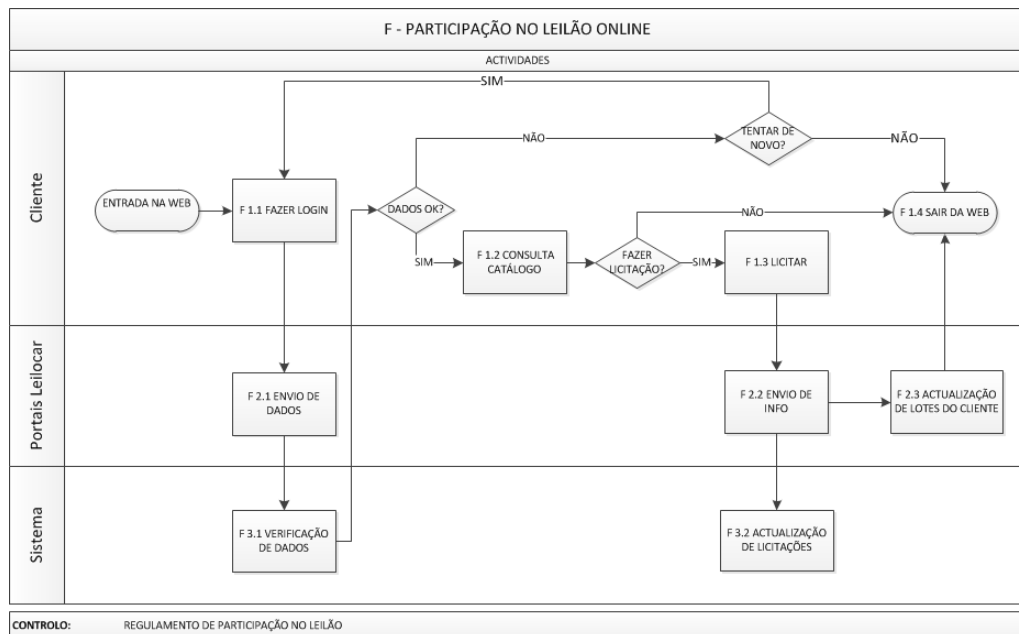 F - PARTICIPAÇÃO NO LEILÃO ONLINE
ACTIVIDADES
Cliente
SIM
TENTAR DE
NOVO?
NÃO
NÃO
ENTRADA NA WEB
F 1.1 FAZER LOGIN
DADOS OK?
NÃO
F 1.4 SAIR DA WEB
SIM
F 1.2 CONSULTA
CATÁLOGO
FAZER
LICITAÇÃO?
SIM
F 1.3 LICITAR
Portais Leilocar
F 2.1 ENVIO DE
DADOS
F 2.2 ENVIO DE
INFO
F 2.3 ACTUALIZAÇÃO
DE LOTES DO CLIENTE
Sistema
F 3.1 VERIFICAÇÃO
DE DADOS
F 3.2 ACTUALIZAÇÃO
DE LICITAÇÕES
CONTROLO: REGULAMENTO DE PARTICIPAÇÃO NO LEILÃO